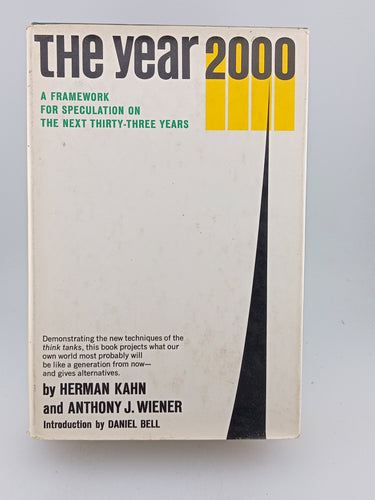 THE Year 2000
A FRAMEWORK
FOR SPECULATION ON
THE NEXT THIRTY-THREE YEARS
Demonstrating the new techniques of the
think tanks, this book projects what our
own world most probably will
be like a generation from now—
and gives alternatives.
by HERMAN KAHN
and ANTHONY J. WIENER
Introduction by DANIEL BELL